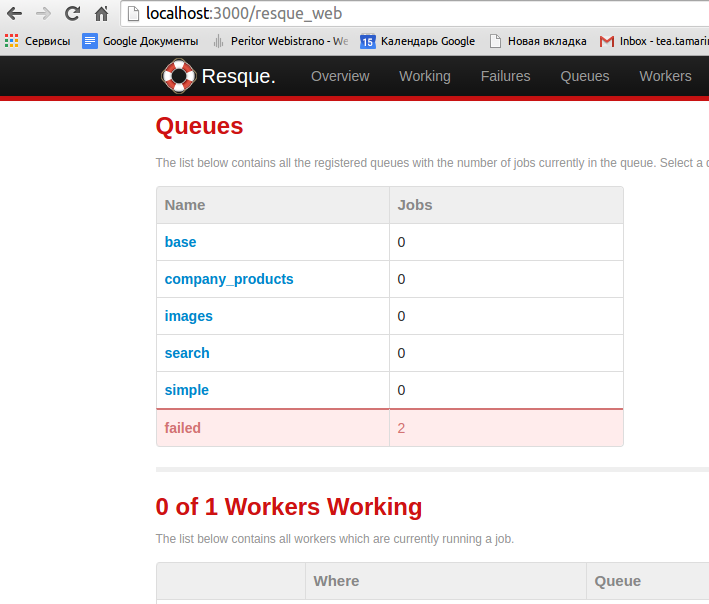 localhost:3000/resque_web
Сервисы Google Документы Peritor Webistrano - We Календарь Google Новая вкладка Inbox - tea.tamari
15
Resque. Overview Working Failures Queues Workers
Queues
The list below contains all the registered queues with the number of jobs currently in the queue. Select a
Name Jobs
base 0
company_products 0
images 0
search 0
simple 0
failed 2
0 of 1 Workers Working
The list below contains all workers which are currently running a job.
Where Queue